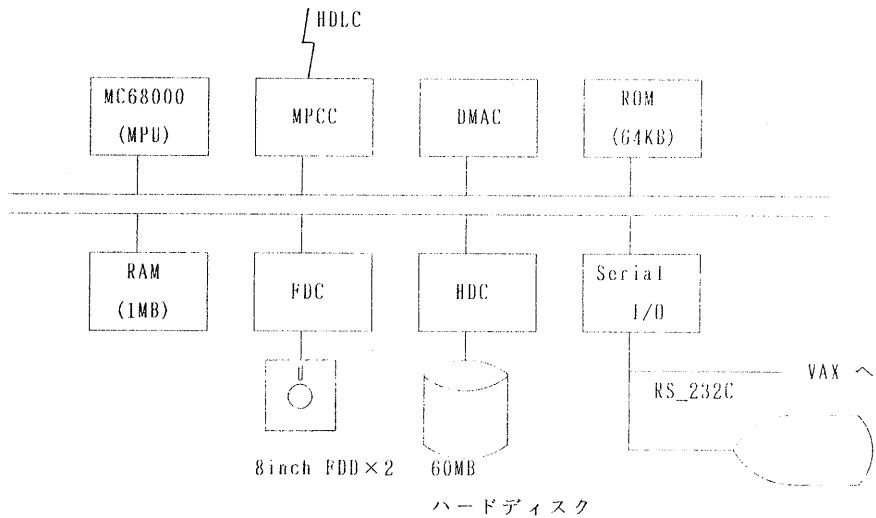 HDLC
MC68000
(MPU)
MPCC
DMAC
ROM
(64KB)
RAM
(1MB)
FDC
HDC
Serial
I/O
VAX へ
RS_232C
8inch FDD×2
60MB
ハードディスク